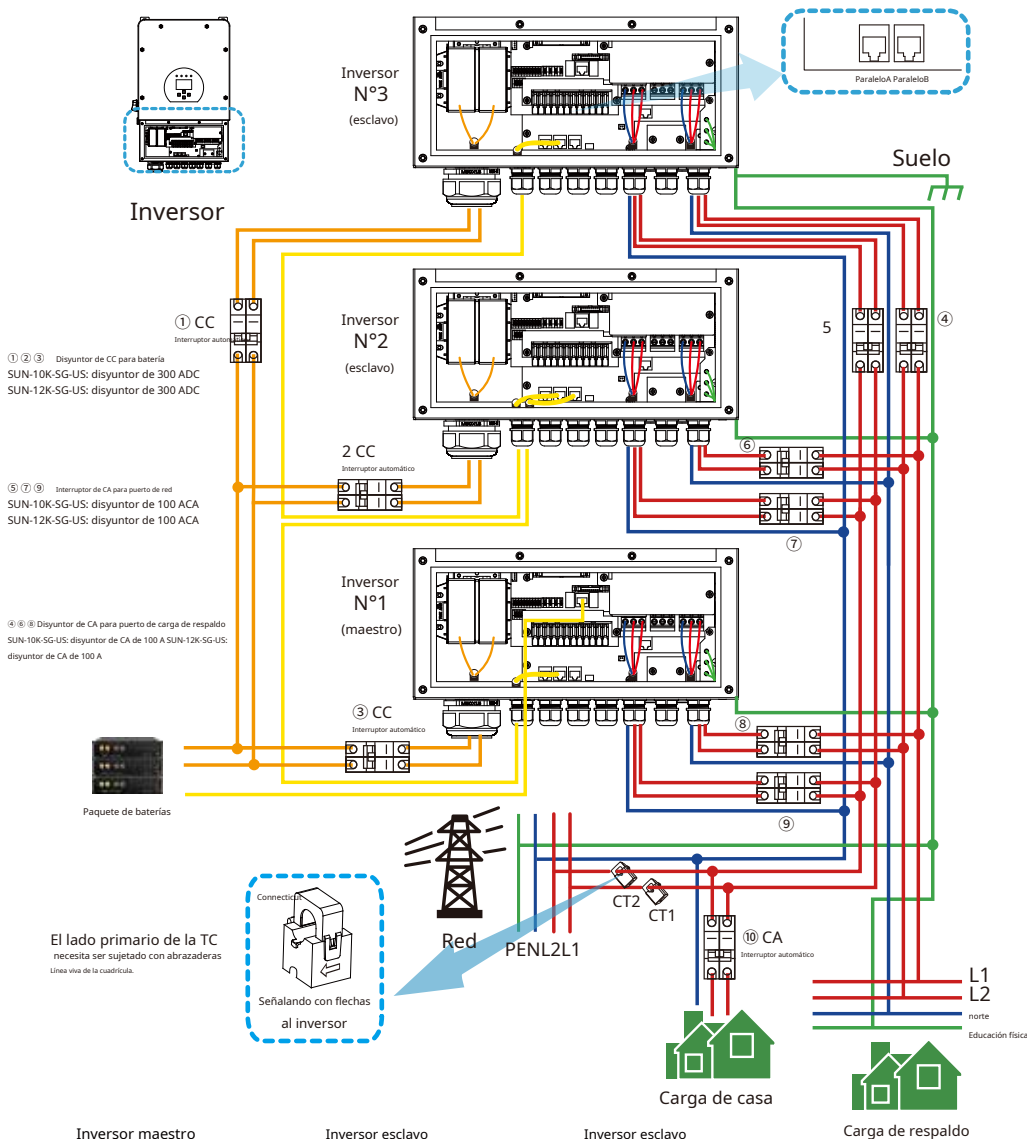 Inversor
N°3
(esclavo)
ParaleloA ParaleloB
Suelo
Inversor
① CC
Interruptor automático
Inversor
N°2
(esclavo)
5
④
① ② ③ Disyuntor de CC para batería
SUN-10K-SG-US: disyuntor de 300 ADC
SUN-12K-SG-US: disyuntor de 300 ADC
2 CC
Interruptor automático
⑥
⑤ ⑦ ⑨ Interruptor de CA para puerto de red
SUN-10K-SG-US: disyuntor de 100 ACA
SUN-12K-SG-US: disyuntor de 100 ACA
⑦
Inversor
N°1
(maestro)
④ ⑥ ⑧ Disyuntor de CA para puerto de carga de respaldo
SUN-10K-SG-US: disyuntor de CA de 100 A SUN-12K-SG-US:
disyuntor de CA de 100 A
③ CC
Interruptor automático
⑧
Paquete de baterías
⑨
Connecticut
CT2
CT1
El lado primario de la TC
necesita ser sujetado con abrazaderas
Línea viva de la cuadrícula.
Red
PENL2L1
⑩ CA
Interruptor automático
Señalando con flechas
al inversor
L1
L2
norte
Educación física
Carga de casa
Carga de respaldo
Inversor maestro
Inversor esclavo
Inversor esclavo